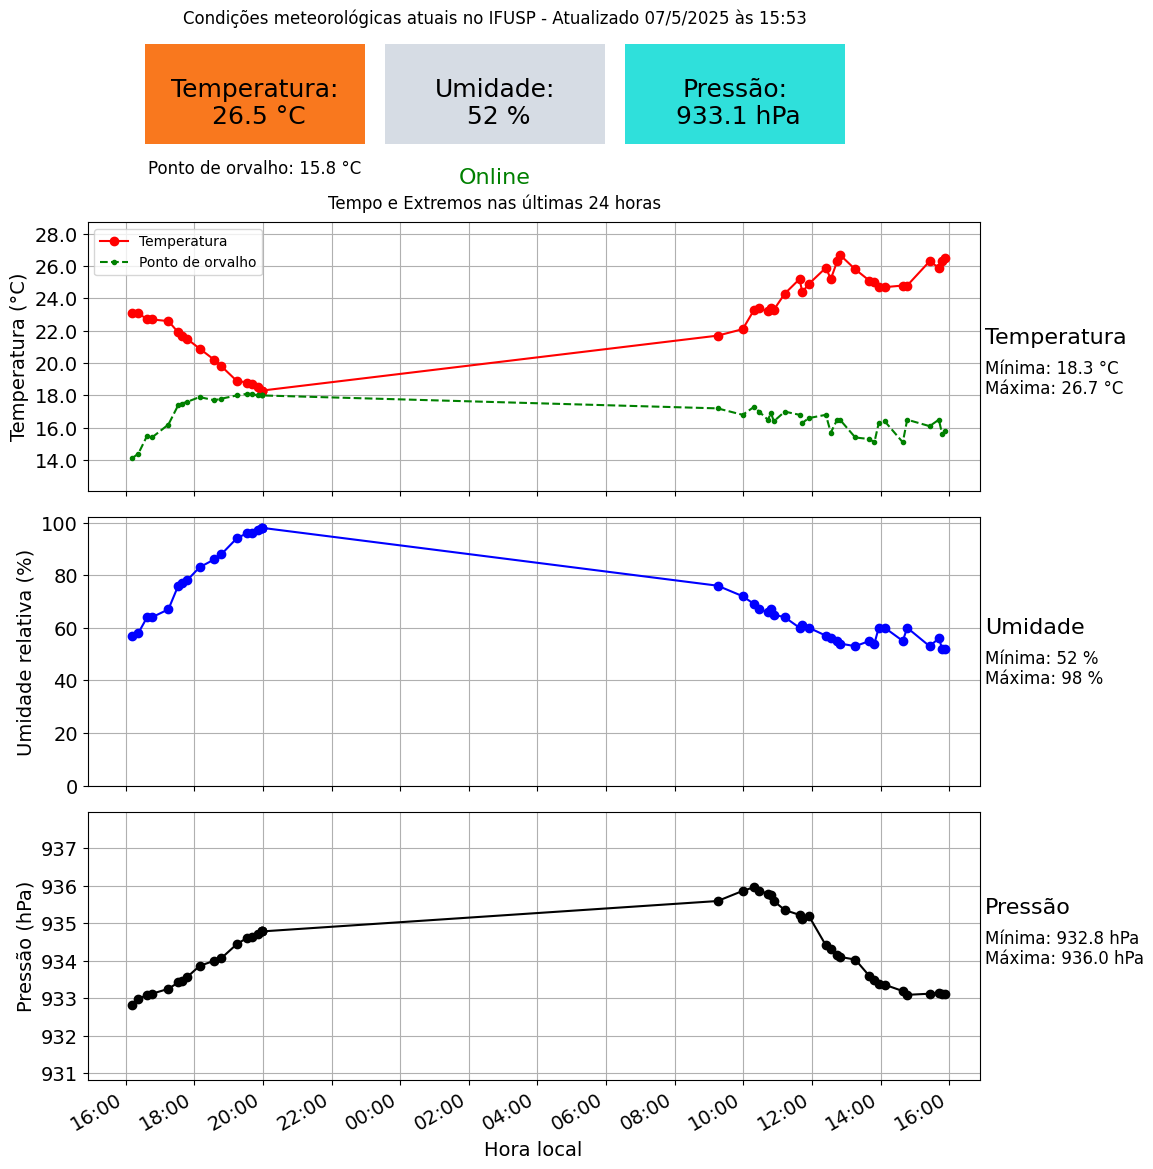 Condições meteorológicas atuais no IFUSP - Atualizado 07/5/2025 às 15:53
Temperatura:
26.5 °C
Umidade:
52 %
Pressão:
933.1 hPa
Ponto de orvalho: 15.8 °C
Online
Tempo e Extremos nas últimas 24 horas
Temperatura
Ponto de orvalho
Temperatura (°C)
28.0
26.0
24.0
22.0
20.0
18.0
16.0
14.0
Temperatura
Mínima: 18.3 °C
Máxima: 26.7 °C
Umidade relativa (%)
100
80
60
40
20
0
Umidade
Mínima: 52 %
Máxima: 98 %
Pressão (hPa)
937
936
935
934
933
932
931
Pressão
Mínima: 932.8 hPa
Máxima: 936.0 hPa
16:00 18:00 20:00 22:00 00:00 02:00 04:00 06:00 08:00 10:00 12:00 14:00 16:00
Hora local